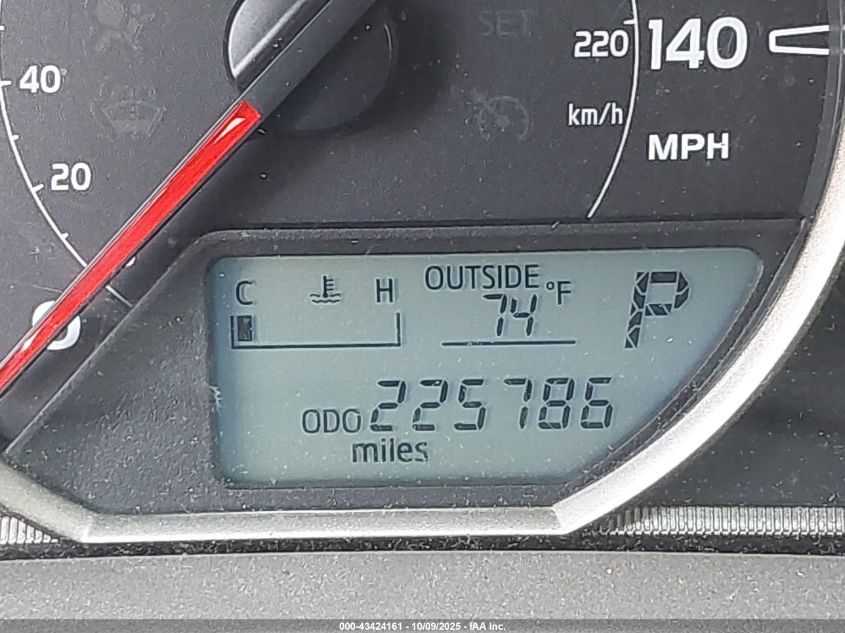 SET
220
140
40
km/h
MPH
20
0
OUTSIDE
C H
74 °F
P
ODO 225786
miles
000-43424161 - 10/09/2025 - IAA Inc.